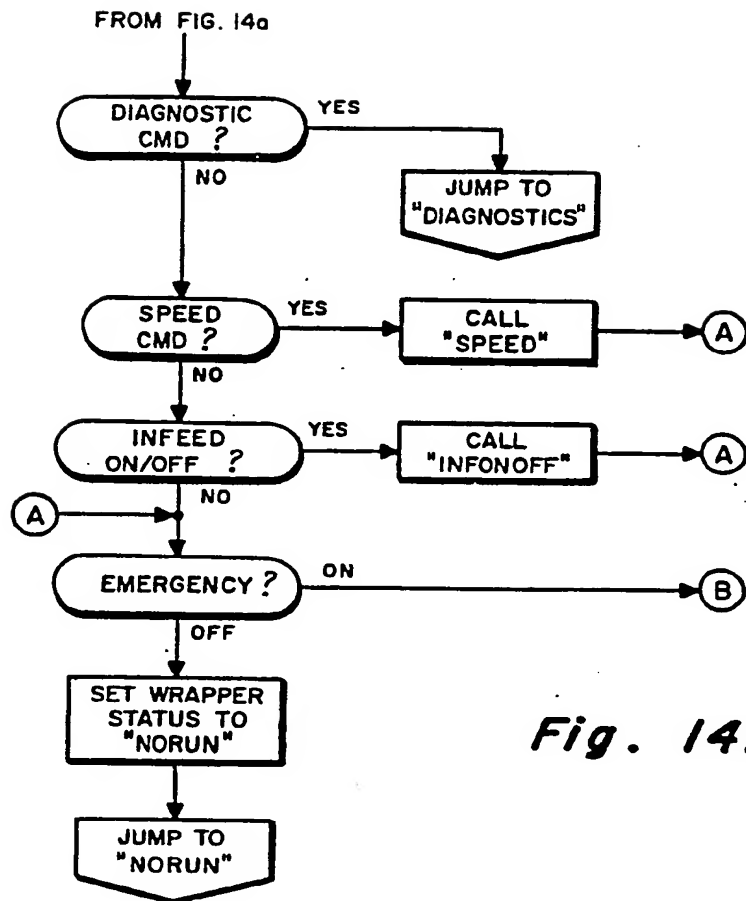 FROM FIG. 14a
DIAGNOSTIC
CMD ?
YES
NO
JUMP TO
"DIAGNOSTICS"
SPEED
CMD ?
YES
NO
CALL
"SPEED"
A
INFEED
ON/OFF ?
YES
NO
CALL
"INFONOFF"
A
A
EMERGENCY ?
ON
OFF
B
SET WRAPPER
STATUS TO
"NORUN"
Fig. 14
JUMP TO
"NORUN"